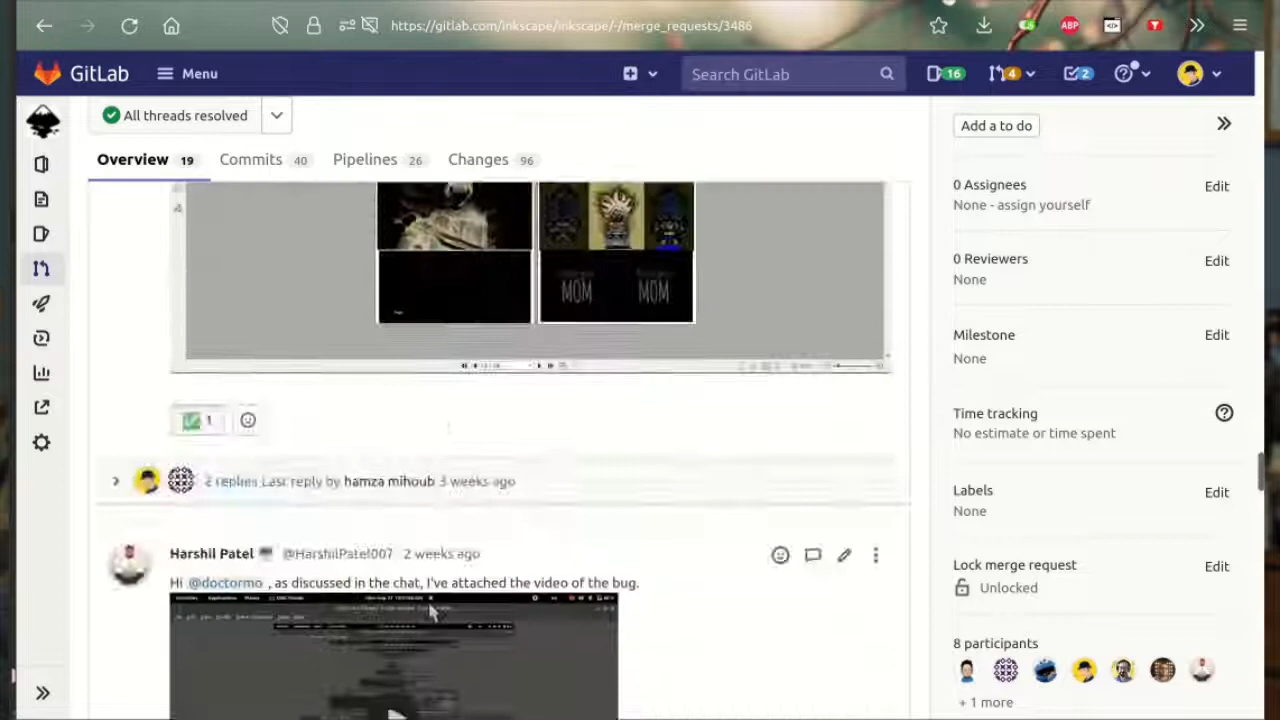 https://gitlab.com/inkscape/inkscape/-/merge_requests/3486
ABP
GitLab
Menu
Search GitLab
16
4
2
All threads resolved
Overview 19
Commits 40
Pipelines 26
Changes 96
MOM
MOM
1
2 replies Last reply by hamza mihoub 3 weeks ago
Harshil Patel @HarshilPatel007 2 weeks ago
Hi @doctormo , as discussed in the chat, I've attached the video of the bug.
Add a to do
0 Assignees
Edit
None - assign yourself
0 Reviewers
Edit
None
Milestone
Edit
None
Time tracking
No estimate or time spent
Labels
Edit
None
Lock merge request
Edit
Unlocked
8 participants
+ 1 more